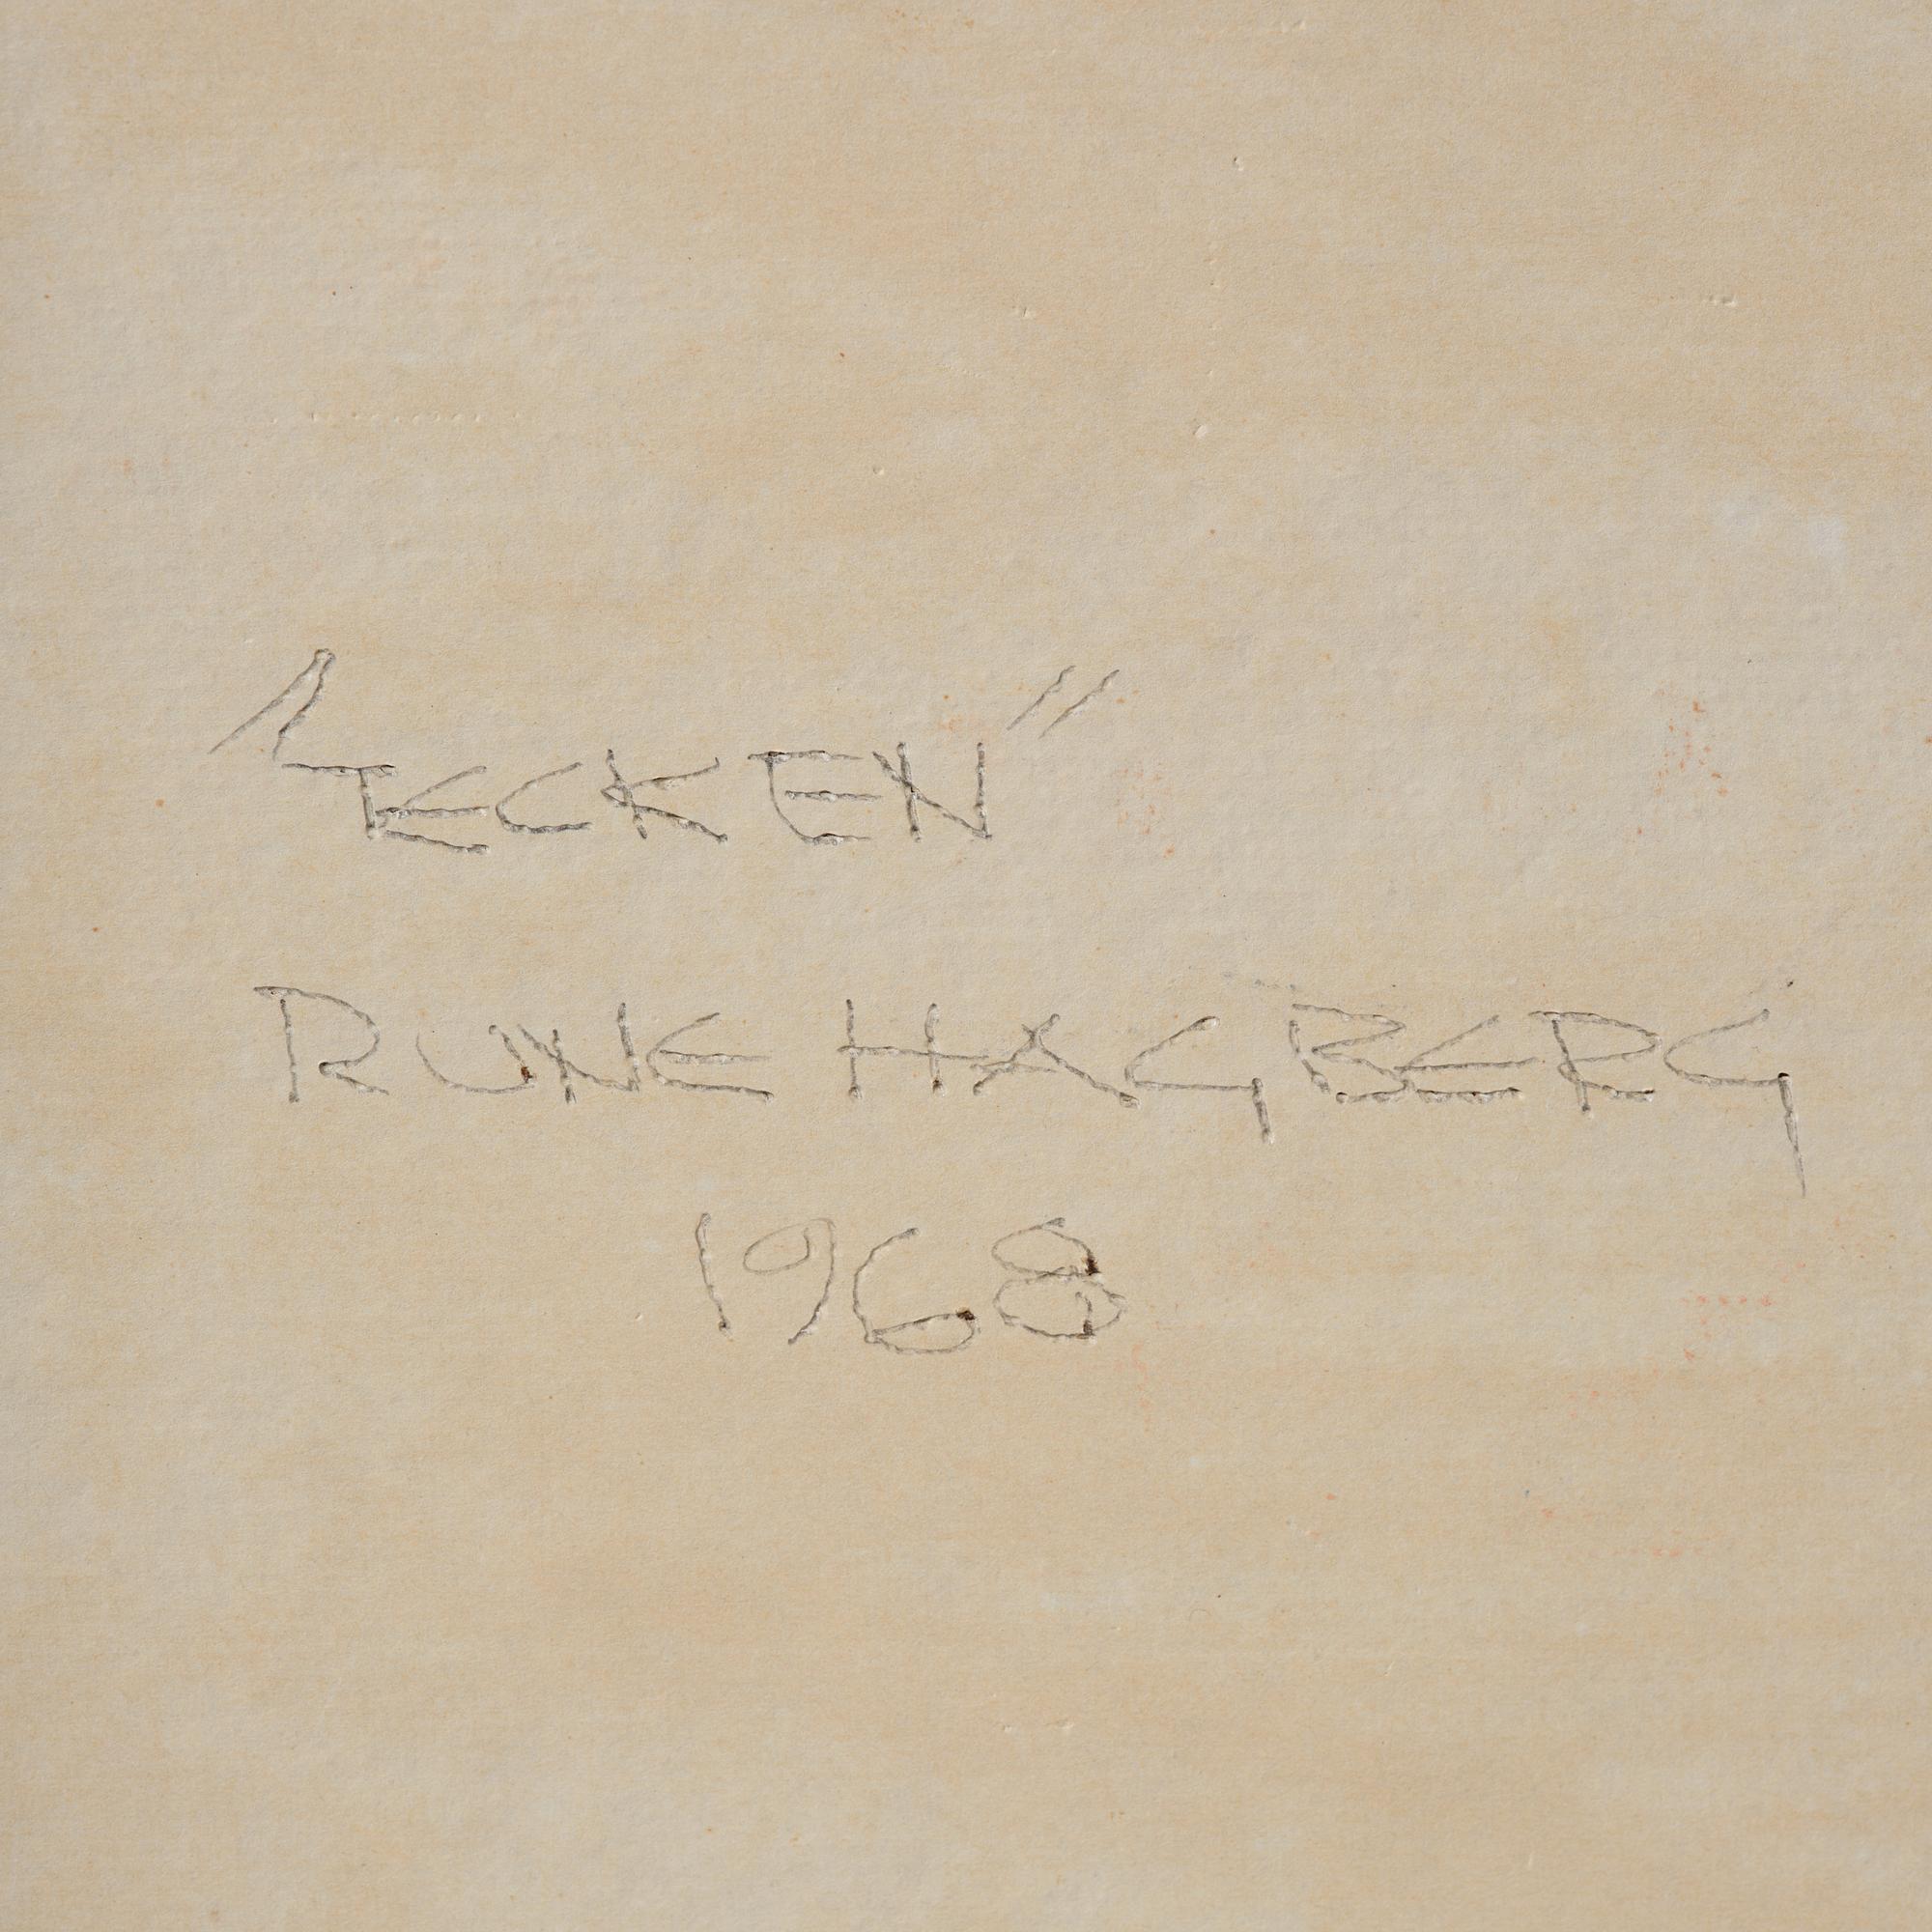 "TECKEN"
RUNE HAGBERG
1968